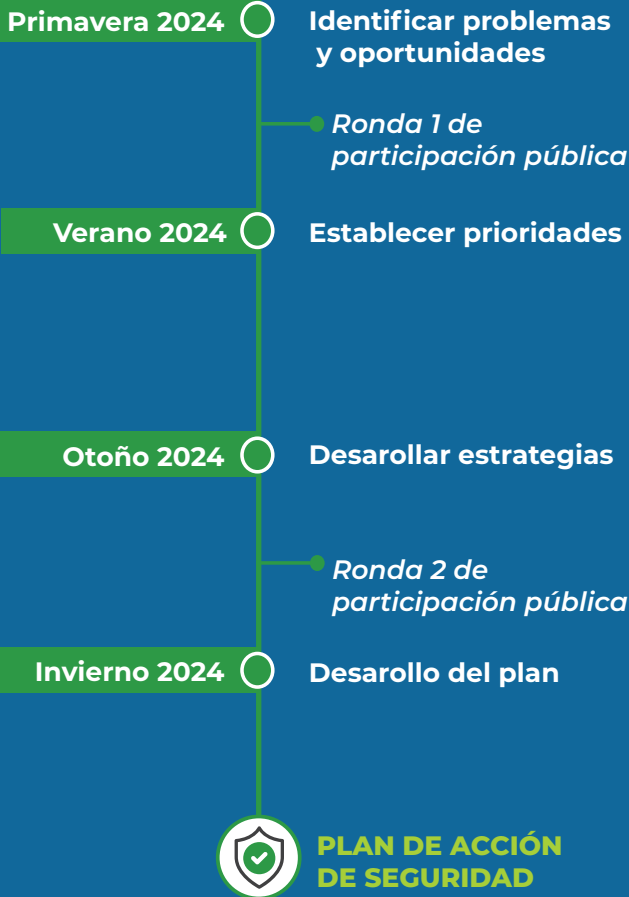 Primavera 2024
Identificar problemas
y oportunidades
Ronda 1 de
participación pública
Verano 2024
Establecer prioridades
Otoño 2024
Desarollar estrategias
Ronda 2 de
participación pública
Invierno 2024
Desarollo del plan
PLAN DE ACCIÓN
DE SEGURIDAD